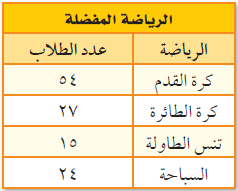 الرياضة المفضلة
الرياضة عدد الطلاب
كرة القدم ٥٤
كرة الطائرة ٢٧
تنس الطاولة ١٥
السباحة ٢٤